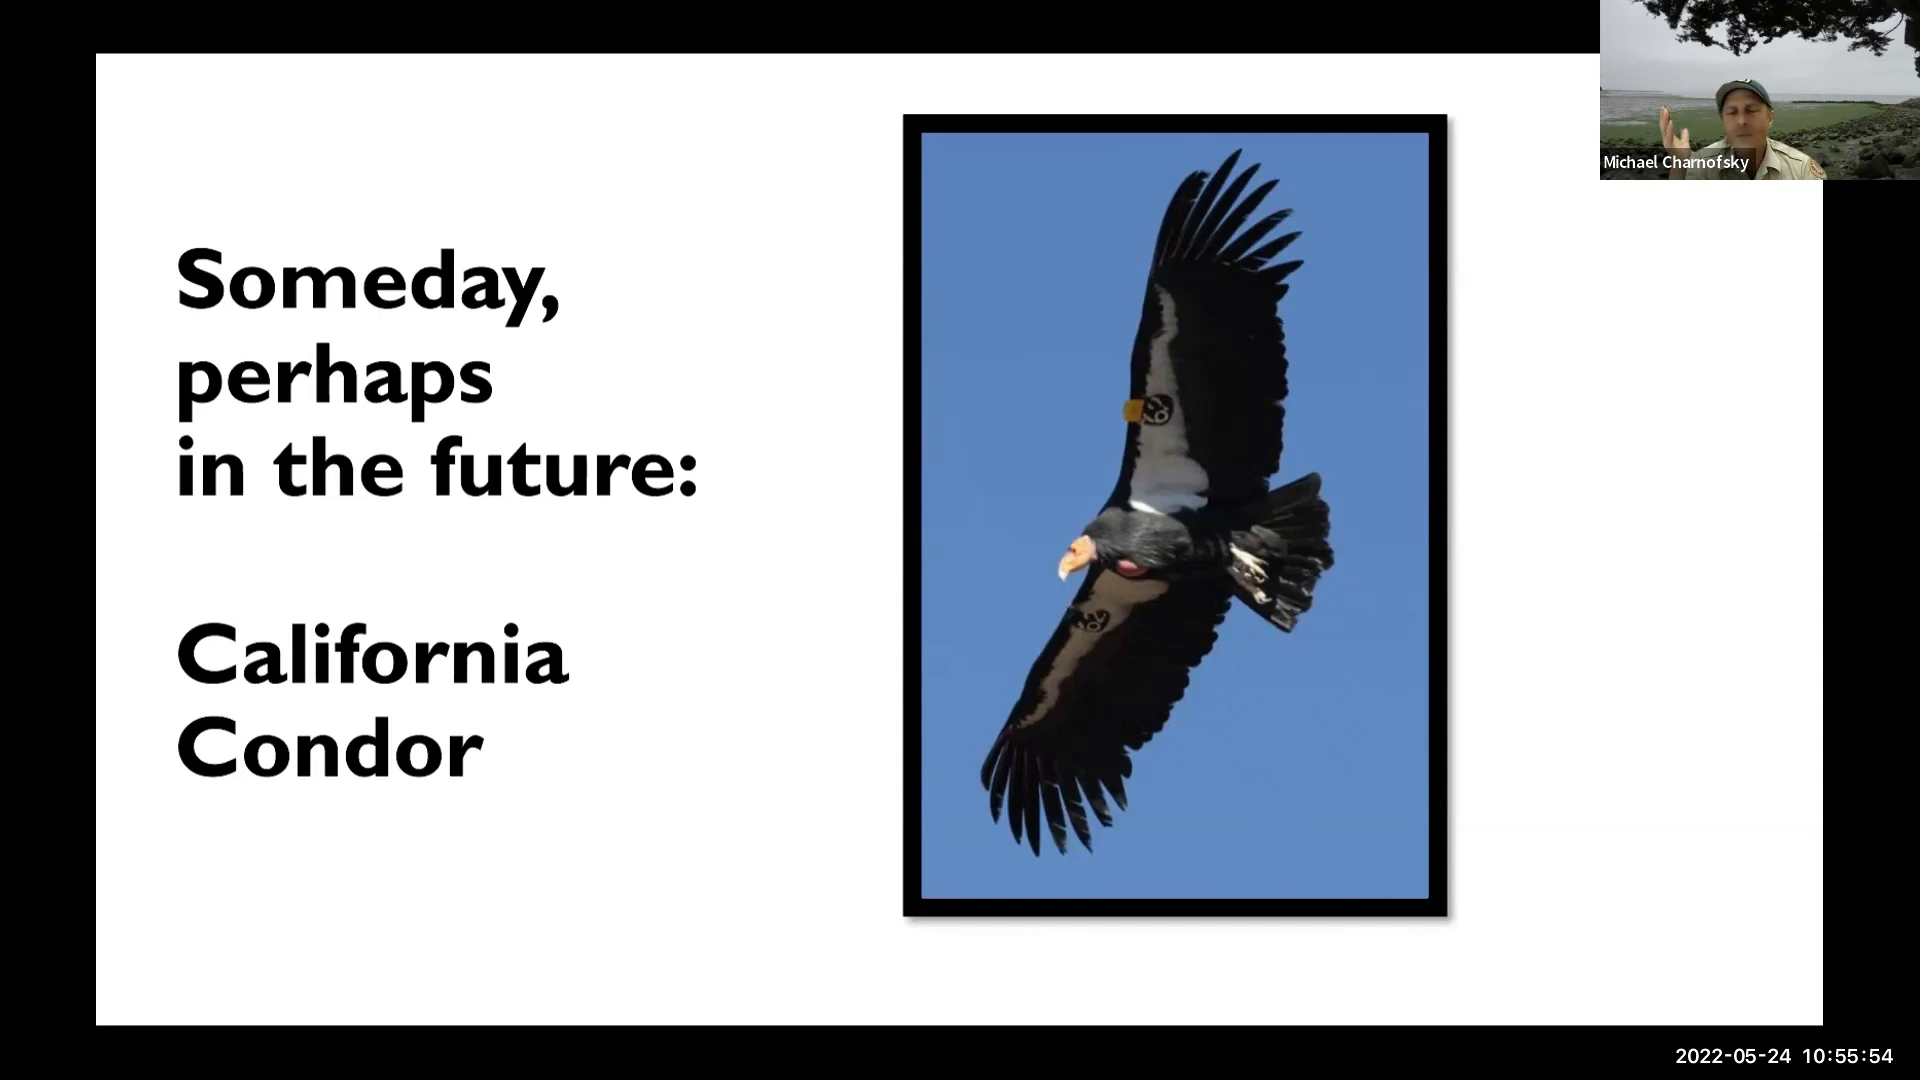 Michael Charnofsky
Someday,
perhaps
in the future:
California
Condor
2022-05-24 10:55:54